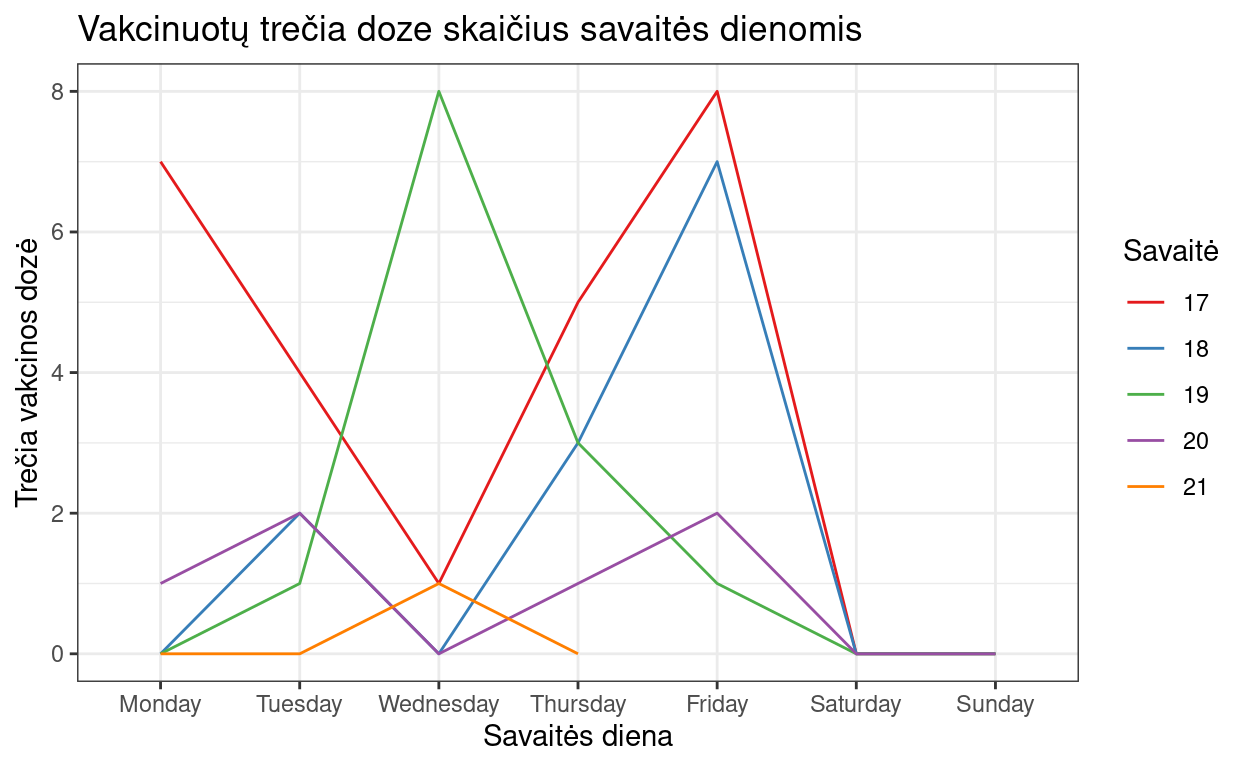 Vakcinuotų trečia doze skaičius savaitės dienomis
Trečia vakcinos dozė
8
6
4
2
0
Monday Tuesday Wednesday Thursday Friday Saturday Sunday
Savaitės diena
Savaitė
17
18
19
20
21